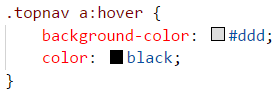 .topnav a:hover {
background-color: #ddd;
color: black;
}